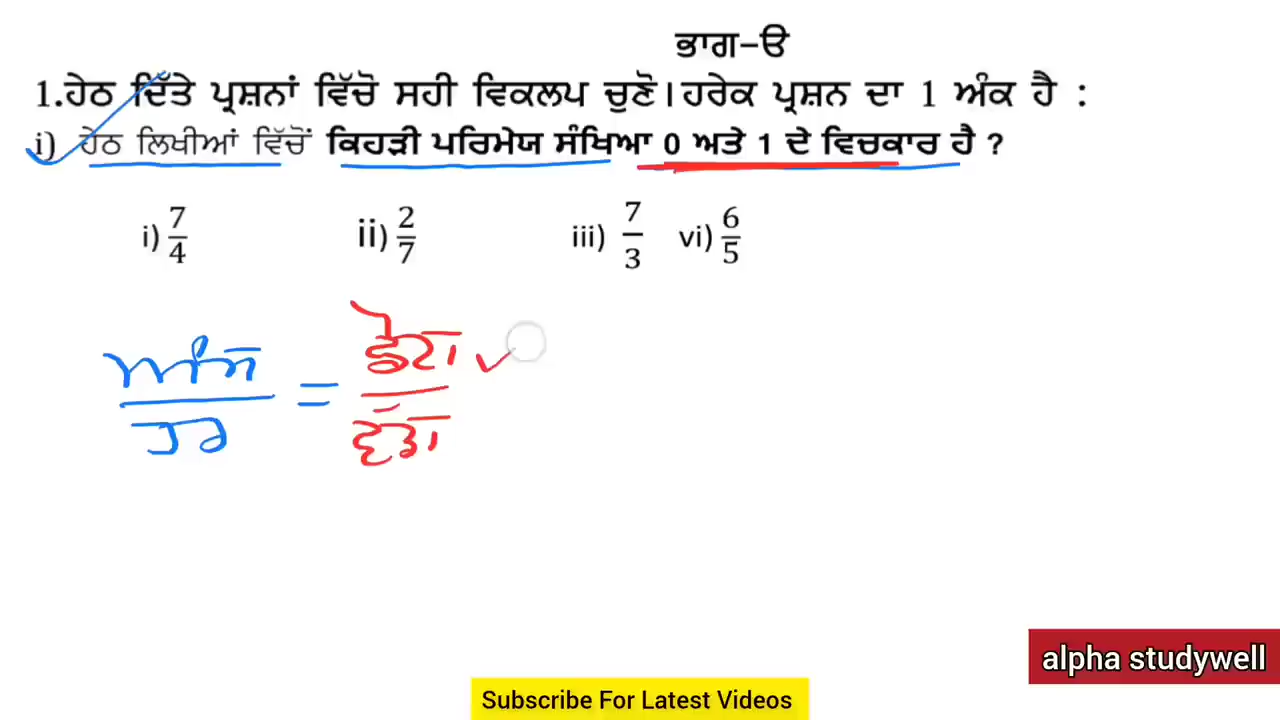 ਭਾਗ-ੳ
1.ਹੇਠ ਦਿੱਤੇ ਪ੍ਰਸ਼ਨਾਂ ਵਿੱਚੋ ਸਹੀ ਵਿਕਲਪ ਚੁਣੋ।ਹਰੇਕ ਪ੍ਰਸ਼ਨ ਦਾ 1 ਅੰਕ ਹੈ :
i) ਹੇਠ ਲਿਖੀਆਂ ਵਿੱਚੋਂ ਕਿਹੜੀ ਪਰਿਮੇਯ ਸੰਖਿਆ 0 ਅਤੇ 1 ਦੇ ਵਿਚਕਾਰ ਹੈ ?
i) 7/4 ii) 2/7 iii) 7/3 vi) 6/5
ਅੰਸ਼/ਹਰ = ਛੋਟਾ/ਵੱਡਾ
alpha studywell
Subscribe For Latest Videos